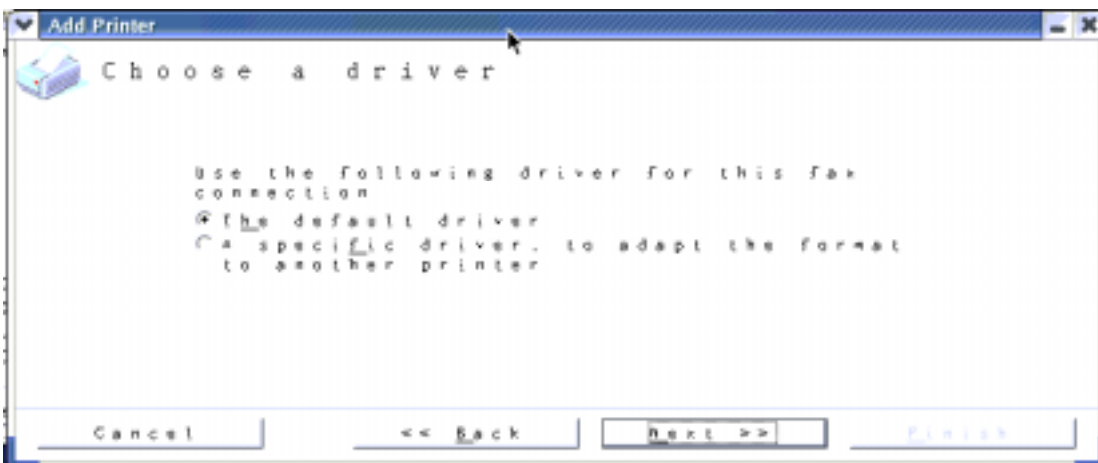 Add Printer
Choose a driver
Use the following driver for this fax
connection
The default driver
A specific driver, to adapt the format
to another printer
Cancel
<< Back
Next >>
Finish